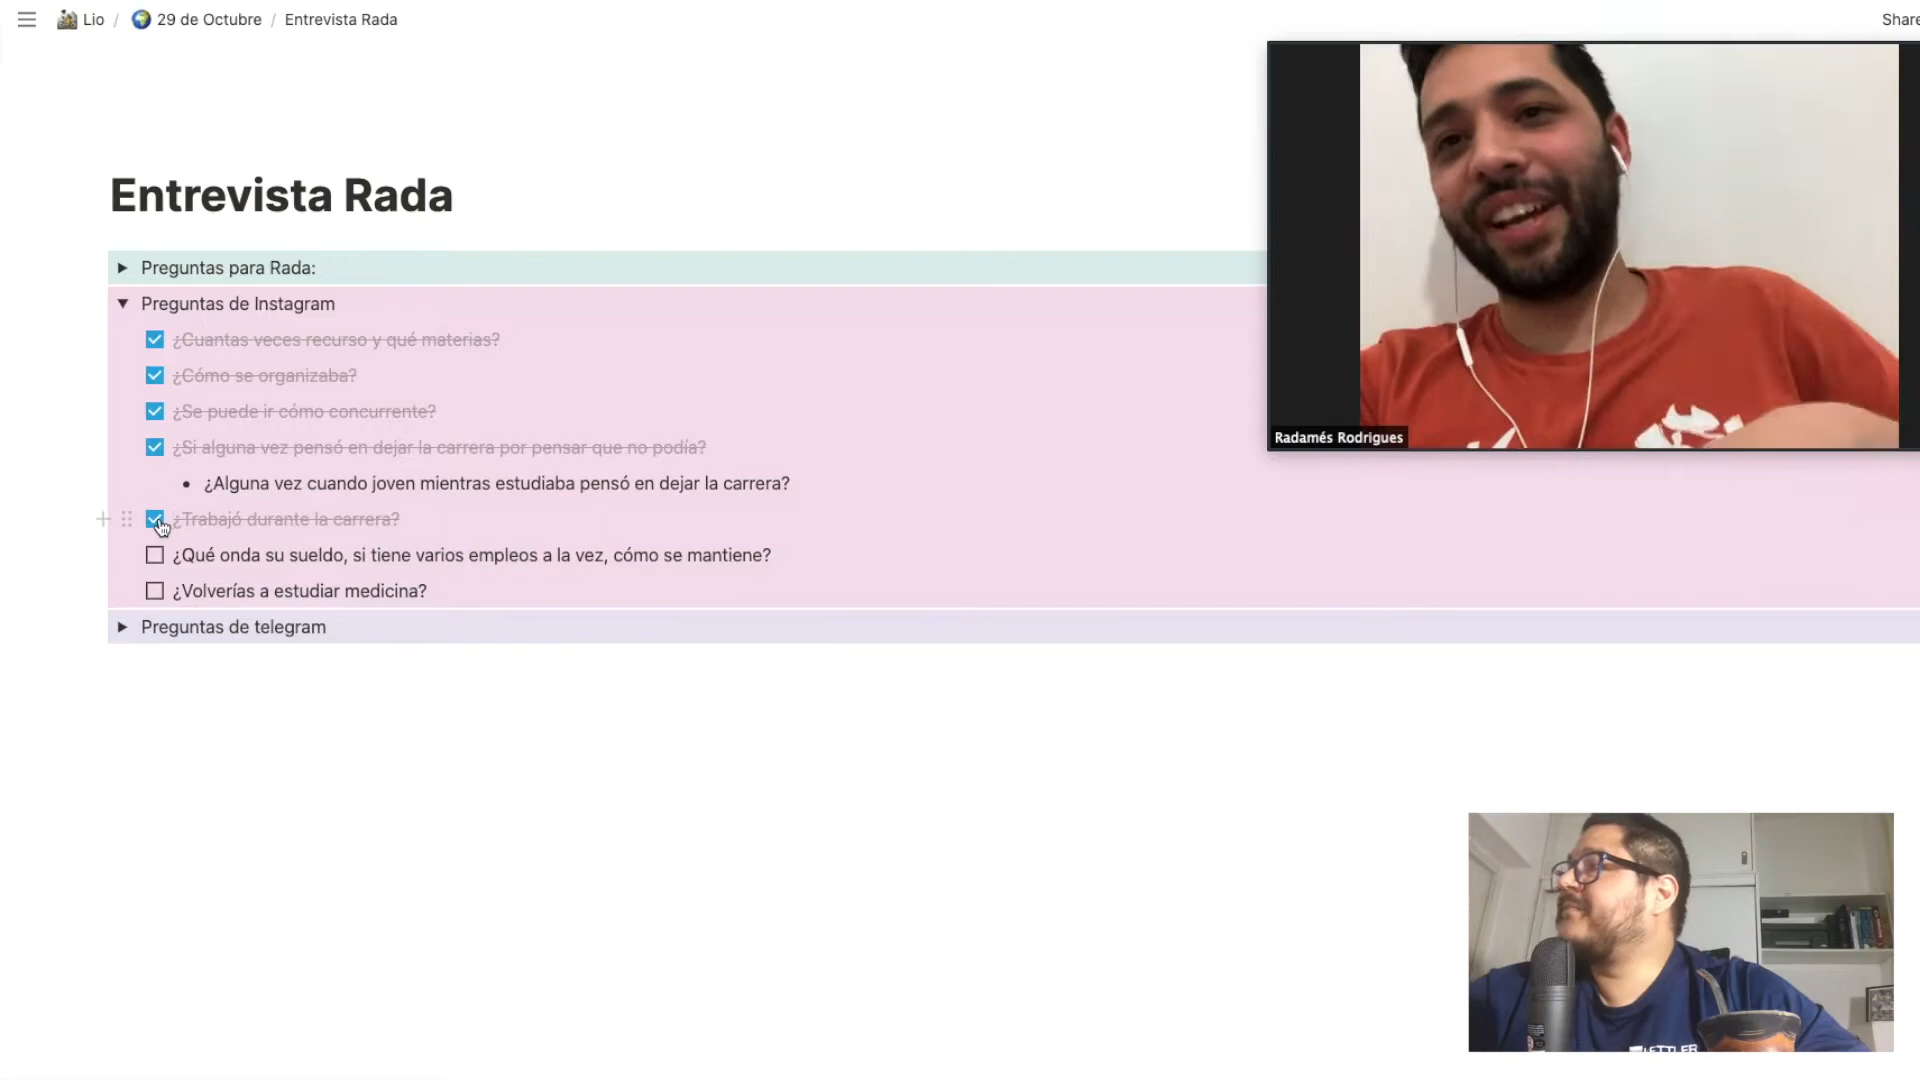 Lio / 29 de Octubre / Entrevista Rada
Share
Entrevista Rada
Preguntas para Rada:
Preguntas de Instagram
¿Cuantas veces recurso y qué materias?
¿Cómo se organizaba?
¿Se puede ir cómo concurrente?
¿Si alguna vez pensó en dejar la carrera por pensar que no podía?
¿Alguna vez cuando joven mientras estudiaba pensó en dejar la carrera?
¿Trabajó durante la carrera?
¿Qué onda su sueldo, si tiene varios empleos a la vez, cómo se mantiene?
¿Volverías a estudiar medicina?
Preguntas de telegram
Radamés Rodrigues